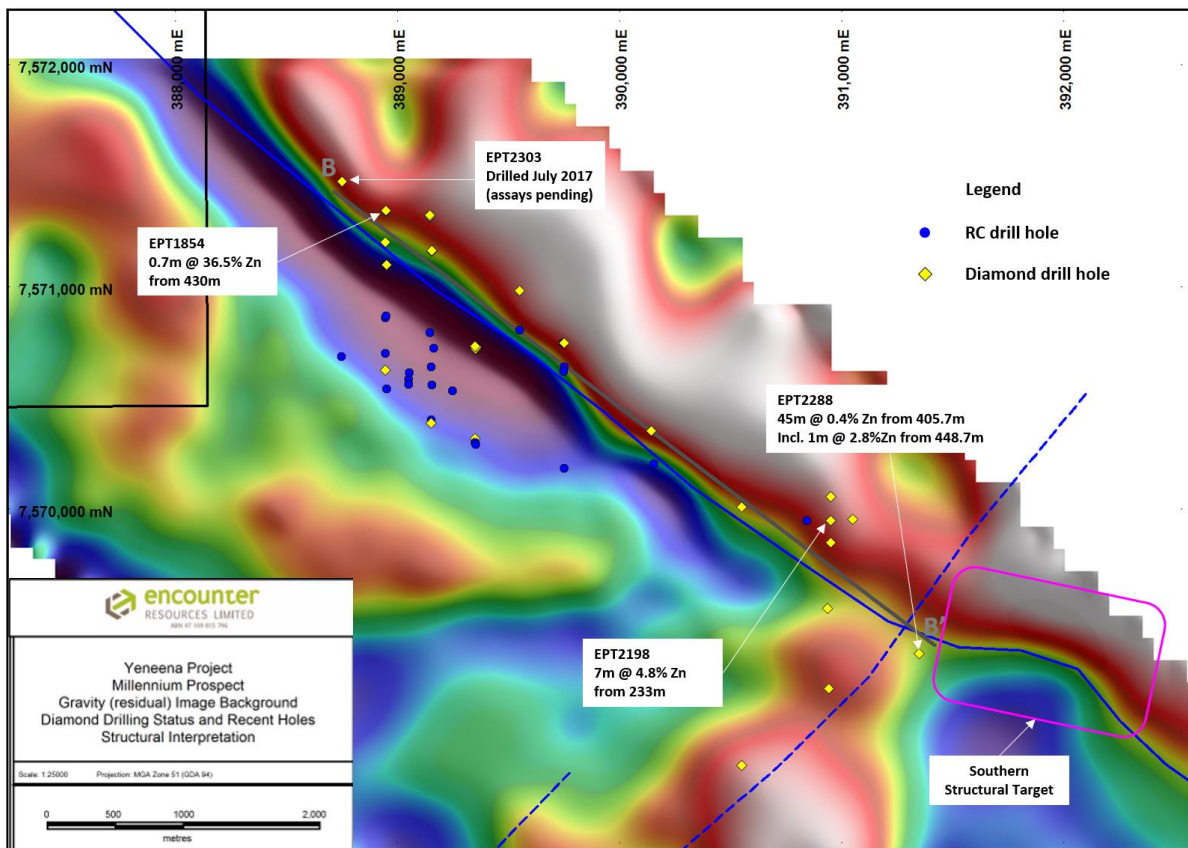 388,000 mE
389,000 mE
390,000 mE
391,000 mE
392,000 mE
7,572,000 mN
7,571,000 mN
7,570,000 mN
B
EPT2303
Drilled July 2017
(assays pending)
EPT1854
0.7m @ 36.5% Zn
from 430m
Legend
RC drill hole
Diamond drill hole
EPT2288
45m @ 0.4% Zn from 405.7m
Incl. 1m @ 2.8%Zn from 448.7m
B'
EPT2198
7m @ 4.8% Zn
from 233m
Southern
Structural Target
encounter
RESOURCES LIMITED
ABN 47 109 815 796
Yeneena Project
Millennium Prospect
Gravity (residual) Image Background
Diamond Drilling Status and Recent Holes
Structural Interpretation
Scale: 1:25000 Projection: MGA Zone 51 (GDA 94)
0 500 1000 2,000
metres